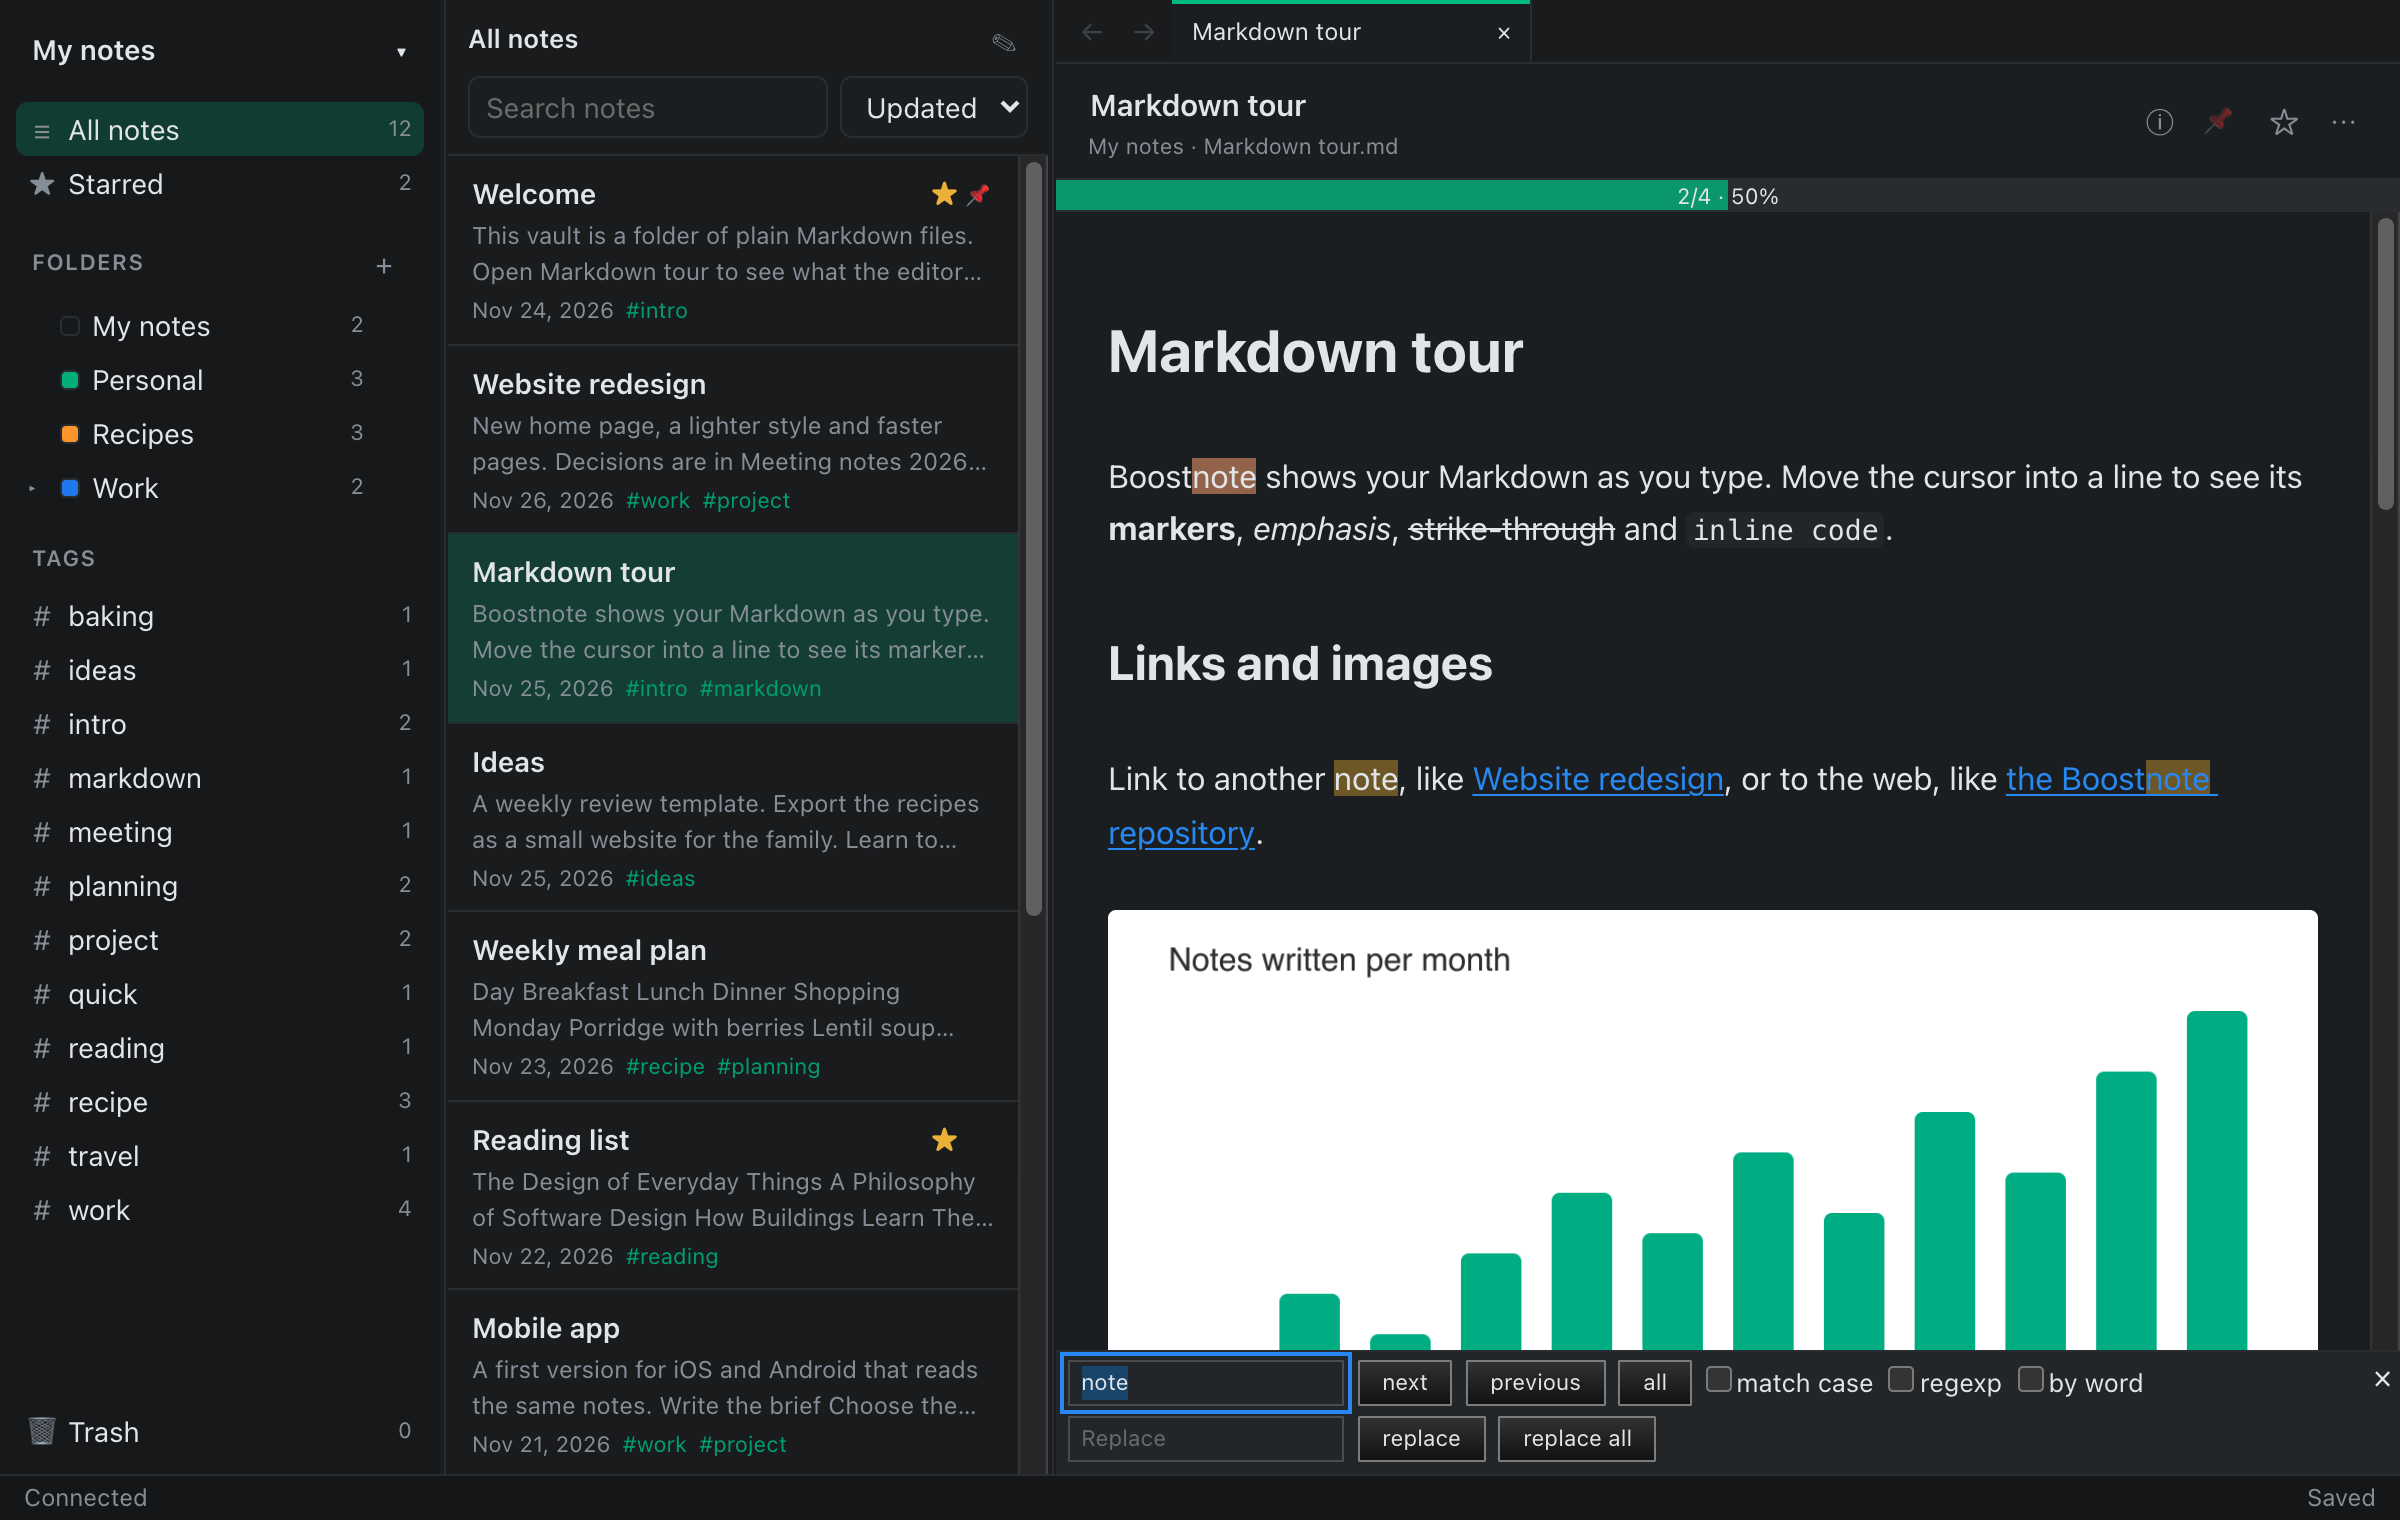 My notes
All notes 12
Starred 2
FOLDERS
My notes 2
Personal 3
Recipes 3
Work 2
TAGS
# baking 1
# ideas 1
# intro 2
# markdown 1
# meeting 1
# planning 2
# project 2
# quick 1
# reading 1
# recipe 3
# travel 1
# work 4
Trash 0
Connected
All notes
Search notes
Updated
Welcome
This vault is a folder of plain Markdown files.
Open Markdown tour to see what the editor...
Nov 24, 2026 #intro
Website redesign
New home page, a lighter style and faster
pages. Decisions are in Meeting notes 2026...
Nov 26, 2026 #work #project
Markdown tour
Boostnote shows your Markdown as you type.
Move the cursor into a line to see its marker...
Nov 25, 2026 #intro #markdown
Ideas
A weekly review template. Export the recipes
as a small website for the family. Learn to...
Nov 25, 2026 #ideas
Weekly meal plan
Day Breakfast Lunch Dinner Shopping
Monday Porridge with berries Lentil soup...
Nov 23, 2026 #recipe #planning
Reading list
The Design of Everyday Things A Philosophy
of Software Design How Buildings Learn The...
Nov 22, 2026 #reading
Mobile app
A first version for iOS and Android that reads
the same notes. Write the brief Choose the...
Nov 21, 2026 #work #project
Markdown tour ×
Markdown tour
My notes · Markdown tour.md
2/4 · 50%
Markdown tour
Boostnote shows your Markdown as you type. Move the cursor into a line to see its
markers, emphasis, strike-through and inline code.
Links and images
Link to another note, like Website redesign, or to the web, like the Boostnote
repository.
Notes written per month
note next previous all match case regexp by word ×
Replace replace replace all
Saved